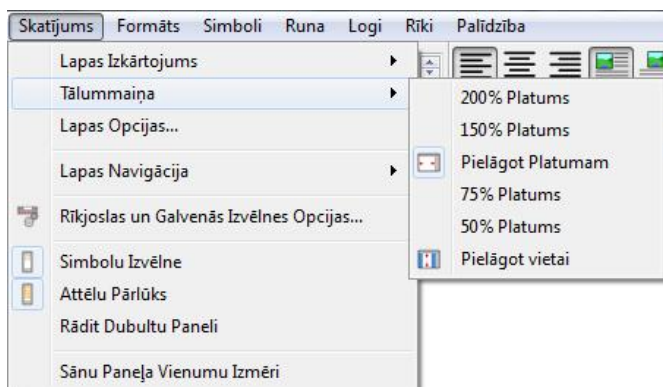 Skatījums Formāts Simboli Runa Logi Rīki Palīdzība
Lapas Izkārtojums
Tālummaiņa
Lapas Opcijas...
Lapas Navigācija
Rīkjoslas un Galvenās Izvēlnes Opcijas...
Simbolu Izvēlne
Attēlu Pārlūks
Rādīt Dubultu Paneli
Sānu Paneļa Vienumu Izmēri
200% Platums
150% Platums
Pielāgot Platumam
75% Platums
50% Platums
Pielāgot vietai